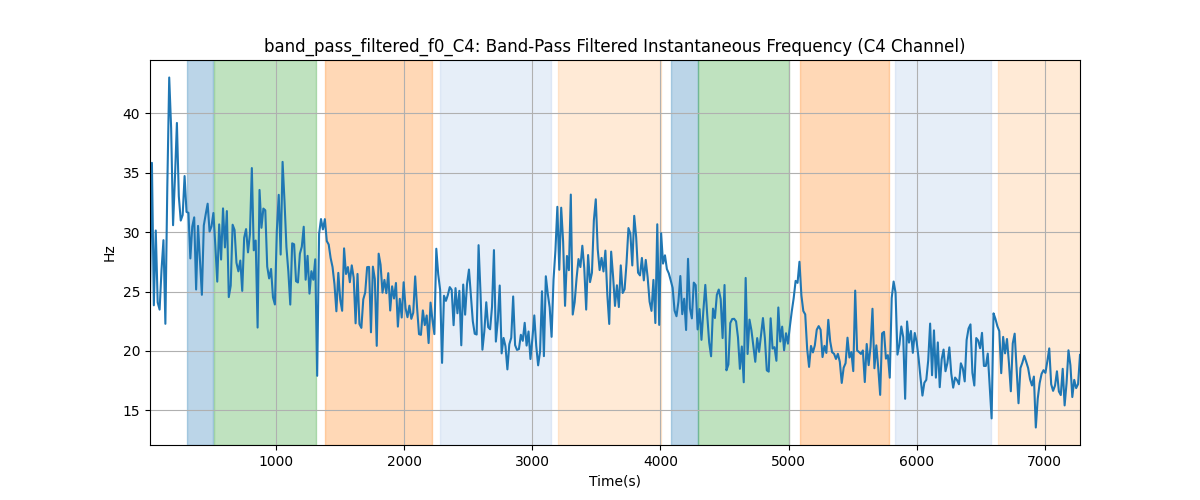 band_pass_filtered_f0_C4: Band-Pass Filtered Instantaneous Frequency (C4 Channel)
40
35
30
25
20
15
Hz
1000 2000 3000 4000 5000 6000 7000
Time(s)